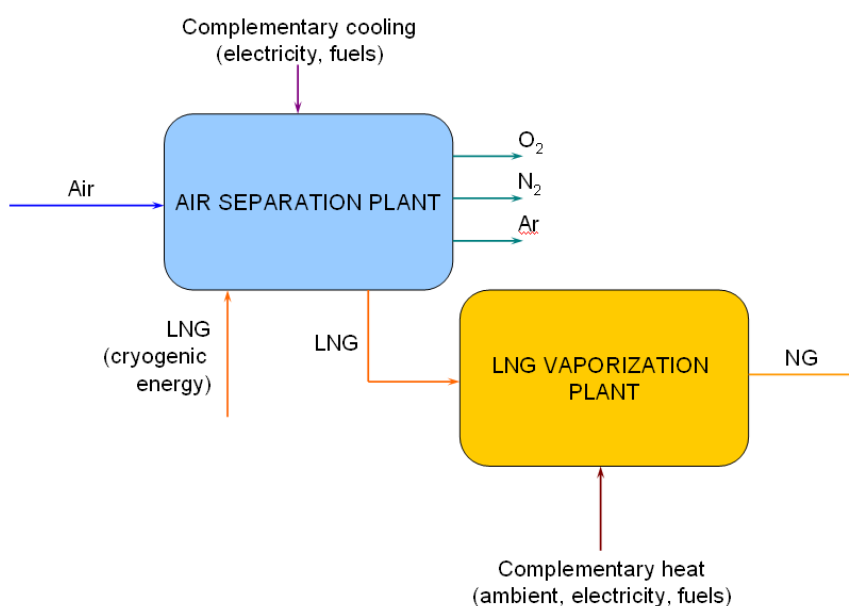 Complementary cooling
(electricity, fuels)
Air
AIR SEPARATION PLANT
O₂
N₂
Ar
LNG
(cryogenic
energy)
LNG
LNG VAPORIZATION
PLANT
NG
Complementary heat
(ambient, electricity, fuels)